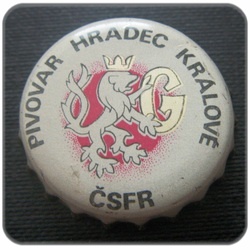 PIVOVAR HRADEC KRÁLOVÉ
G
ČSFR